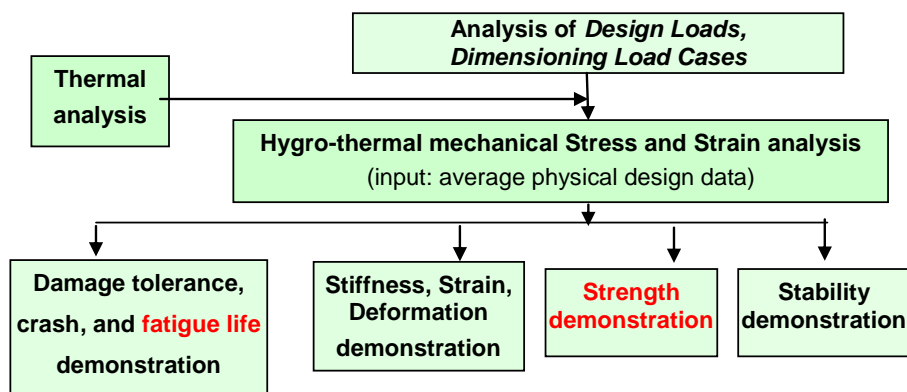 Analysis of Design Loads,
Dimensioning Load Cases
Thermal
analysis
Hygro-thermal mechanical Stress and Strain analysis
(input: average physical design data)
Damage tolerance,
crash, and fatigue life
demonstration
Stiffness, Strain,
Deformation
demonstration
Strength
demonstration
Stability
demonstration